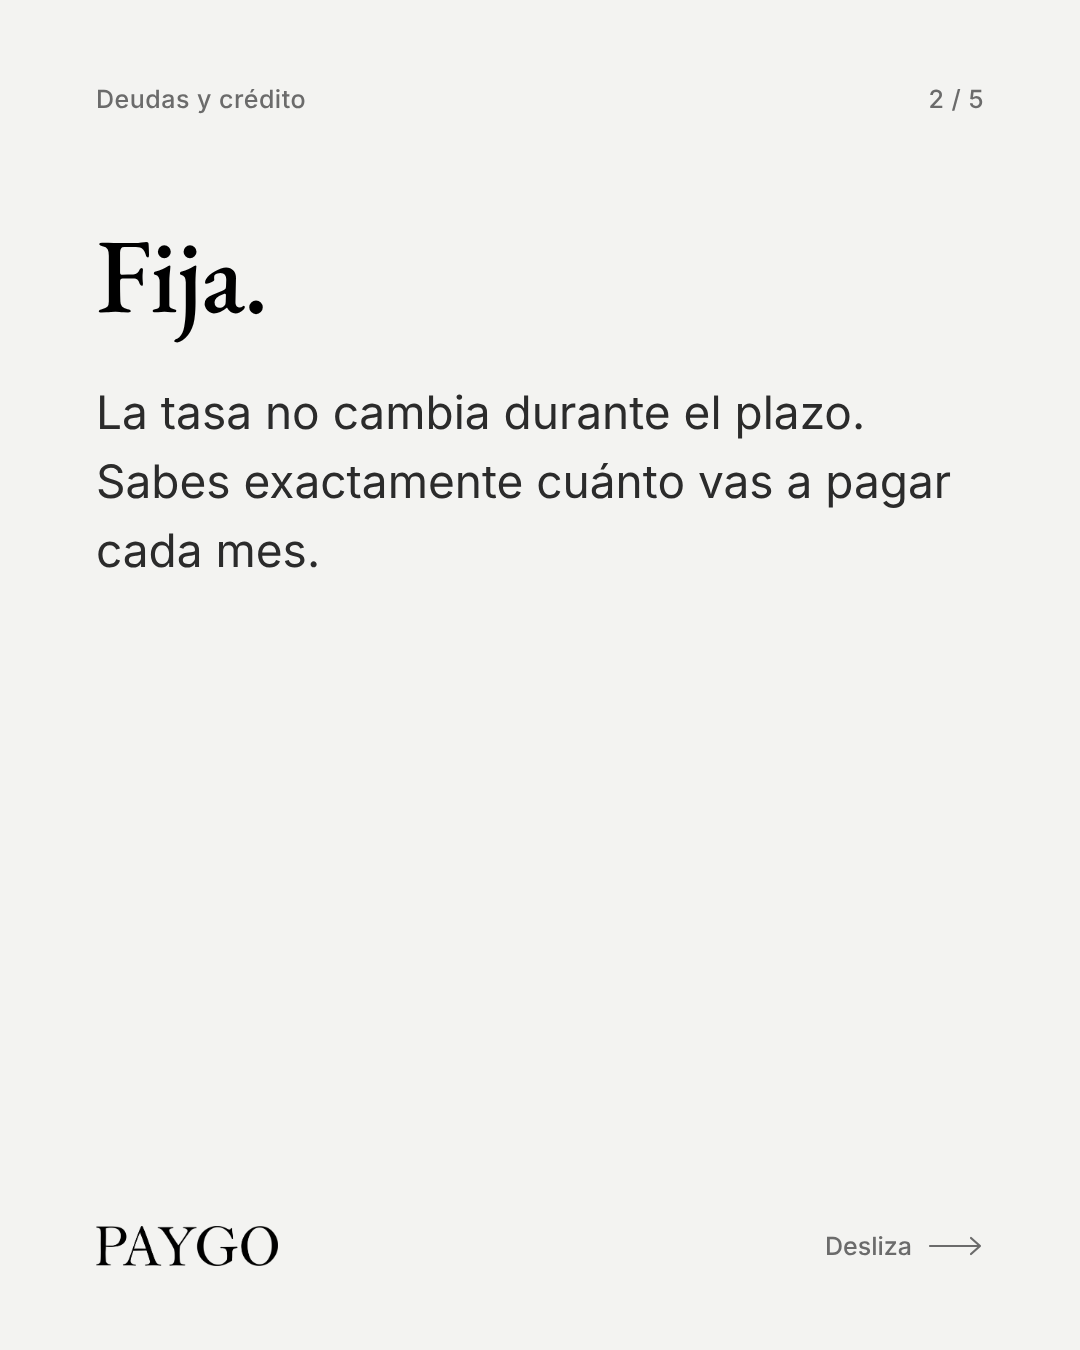 Deudas y crédito
2 / 5
Fija.
La tasa no cambia durante el plazo.
Sabes exactamente cuánto vas a pagar
cada mes.
PAYGO
Desliza